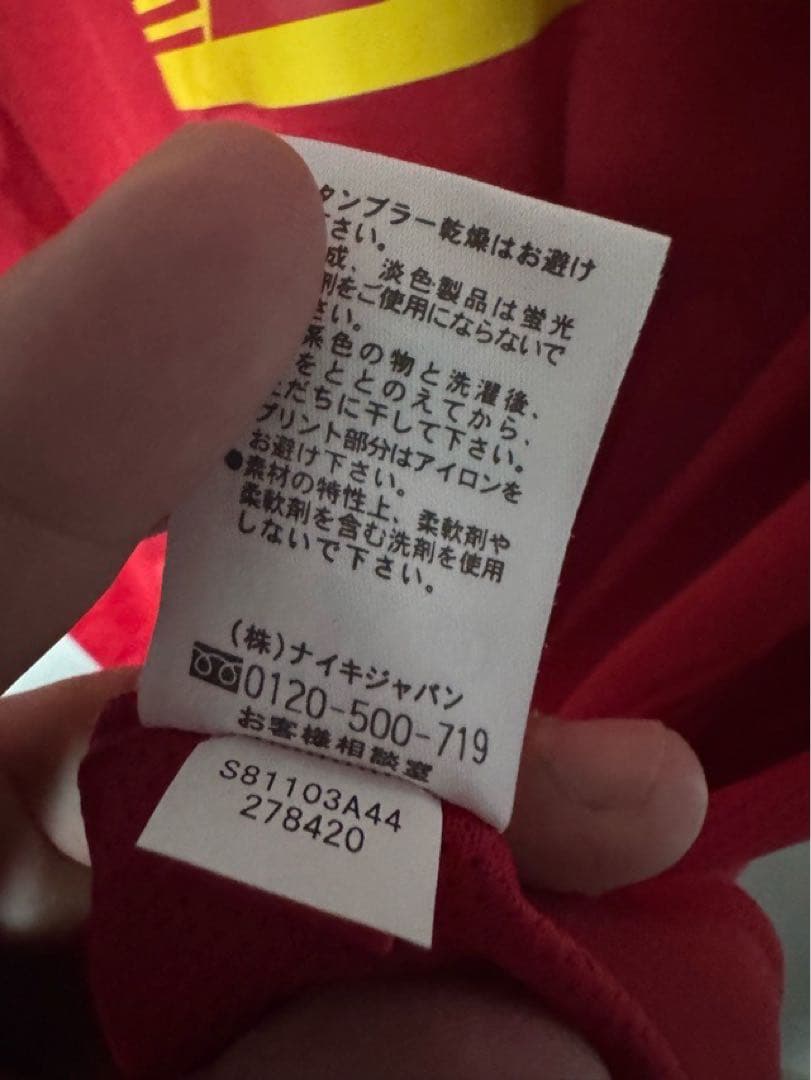 タンブラー乾燥はお避け
さい。
成、淡色製品は蛍光
剤をご使用にならないで
さい。
系色の物と洗濯後、
をととのえてから、
だちに干して下さい。
プリント部分はアイロンを
お避け下さい。
●素材の特性上、柔軟剤や
柔軟剤を含む洗剤を使用
しないで下さい。
(株)ナイキジャパン
0120-500-719
お客様相談室
S81103A44
278420